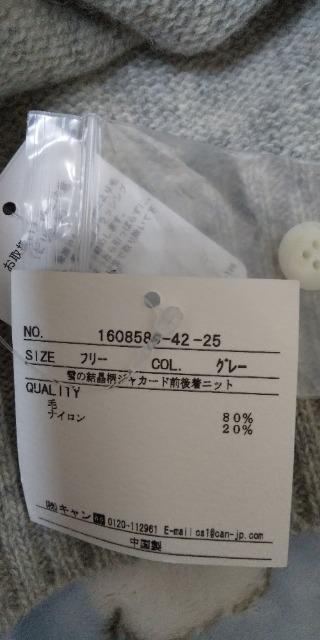 お取
NO. 1608586-42-25
SIZE フリー COL. グレー
雪の結晶柄ジャカード前後着ニット
QUALITY
毛 80%
ナイロン 20%
㈱キャン 0120-112961 E-mail cs1@can-jp.com
中国製